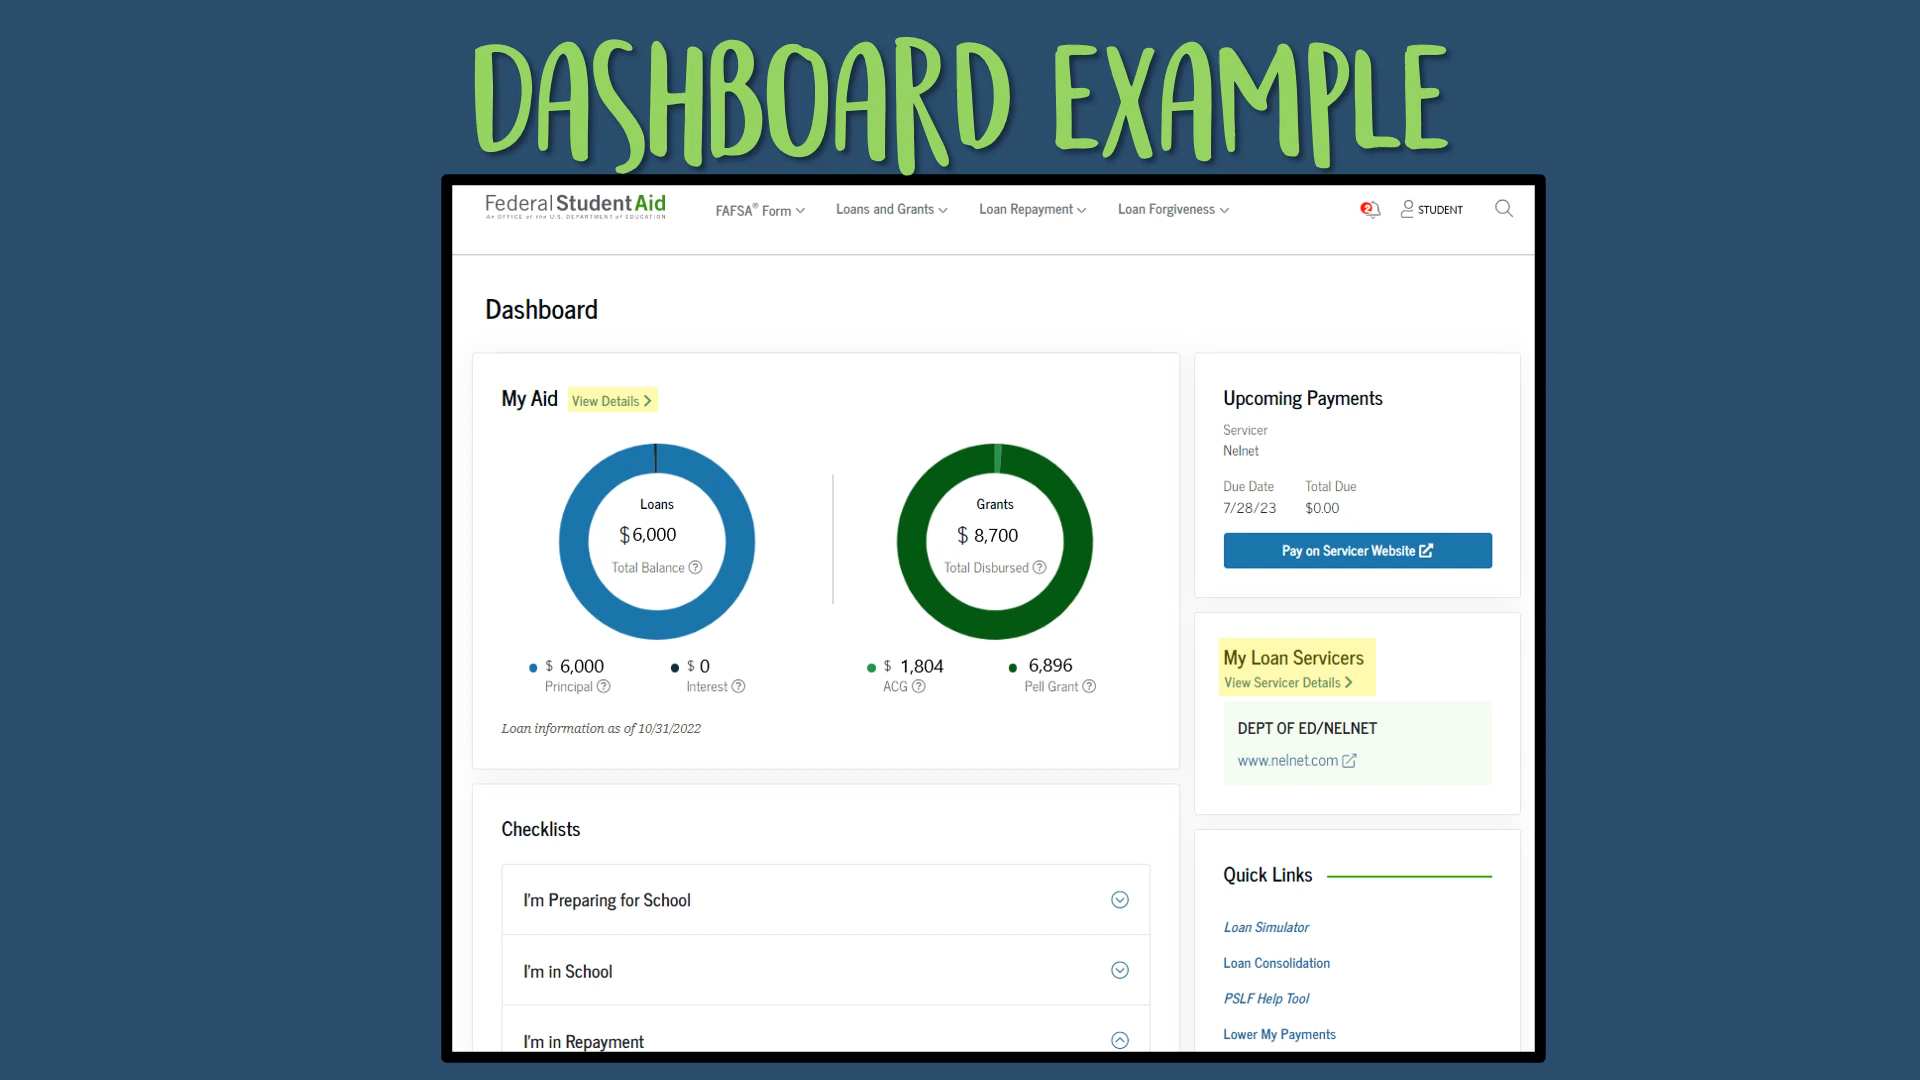 DASHBOARD EXAMPLE
Federal Student Aid
An OFFICE of the U.S. DEPARTMENT of EDUCATION
FAFSA® Form
Loans and Grants
Loan Repayment
Loan Forgiveness
2
STUDENT
Dashboard
My Aid View Details
Loans
$6,000
Total Balance
$ 6,000
Principal
$ 0
Interest
Grants
$ 8,700
Total Disbursed
$ 1,804
ACG
6,896
Pell Grant
Loan information as of 10/31/2022
Checklists
I'm Preparing for School
I'm in School
I'm in Repayment
Upcoming Payments
Servicer
Nelnet
Due Date Total Due
7/28/23 $0.00
Pay on Servicer Website
My Loan Servicers
View Servicer Details
DEPT OF ED/NELNET
www.nelnet.com
Quick Links
Loan Simulator
Loan Consolidation
PSLF Help Tool
Lower My Payments